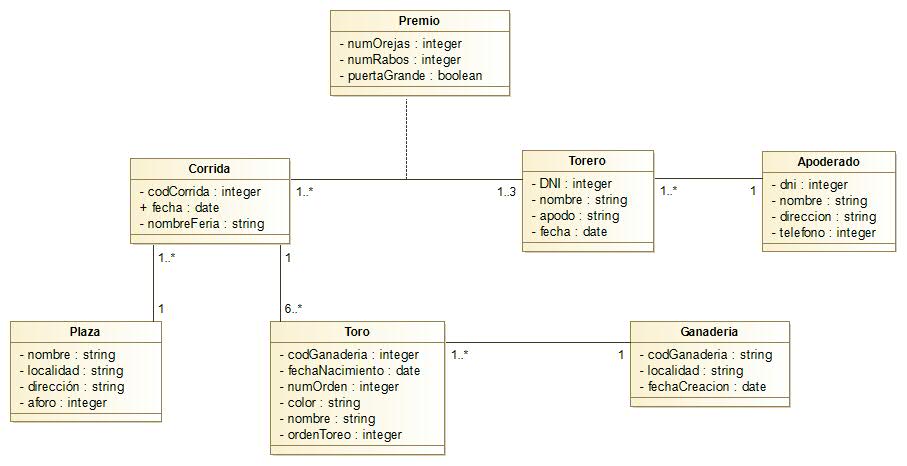 Premio
- numOrejas : integer
- numRabos : integer
- puertaGrande : boolean
Corrida
- codCorrida : integer
+ fecha : date
- nombreFeria : string
1..*
1..3
Torero
- DNI : integer
- nombre : string
- apodo : string
- fecha : date
1..*
1
Apoderado
- dni : integer
- nombre : string
- direccion : string
- telefono : integer
1..*
1
1
6..*
Plaza
- nombre : string
- localidad : string
- dirección : string
- aforo : integer
Toro
- codGanaderia : integer
- fechaNacimiento : date
- numOrden : integer
- color : string
- nombre : string
- ordenToreo : integer
1..*
1
Ganaderia
- codGanaderia : string
- localidad : string
- fechaCreacion : date